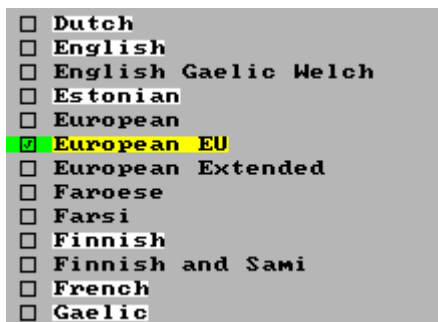 Dutch
English
English Gaelic Welch
Estonian
European
European EU
European Extended
Faroese
Farsi
Finnish
Finnish and Sami
French
Gaelic